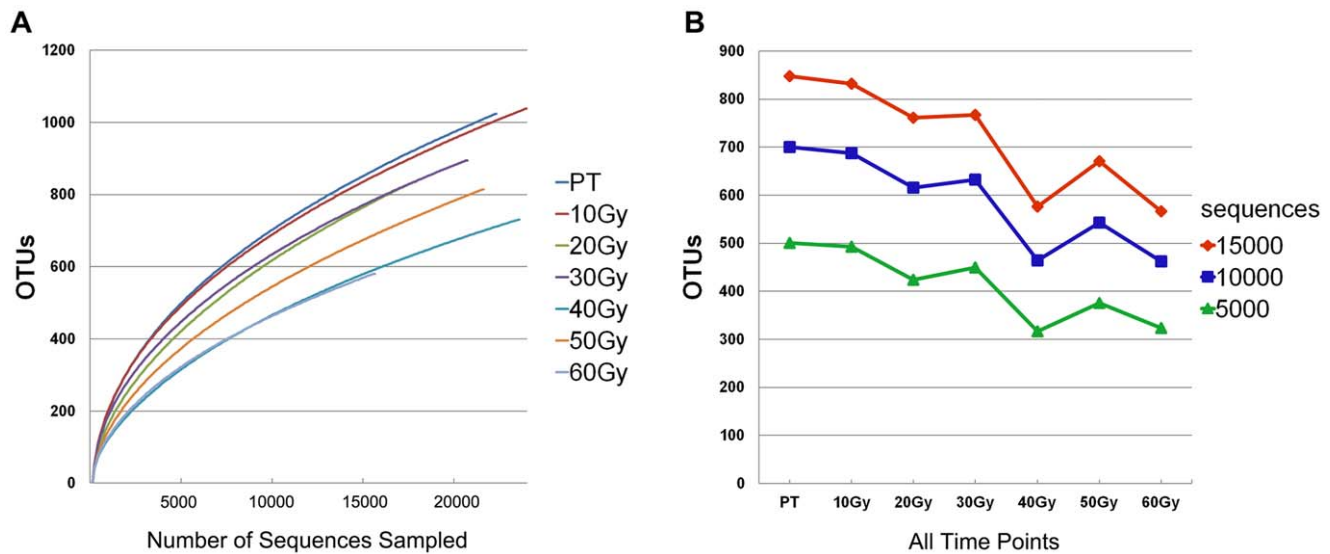 A
1200
1000
800
600
400
200
0
OTUs
5000 10000 15000 20000
Number of Sequences Sampled
PT
10Gy
20Gy
30Gy
40Gy
50Gy
60Gy
B
900
800
700
600
500
400
300
200
100
0
OTUs
PT 10Gy 20Gy 30Gy 40Gy 50Gy 60Gy
All Time Points
sequences
15000
10000
5000